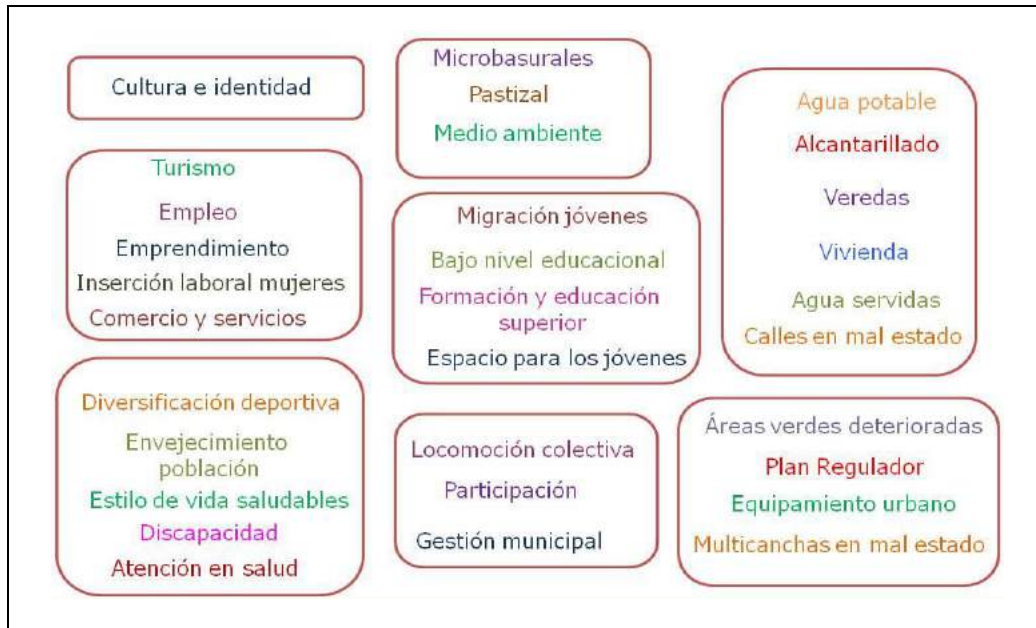 Cultura e identidad
Turismo
Empleo
Emprendimiento
Inserción laboral mujeres
Comercio y servicios
Diversificación deportiva
Envejecimiento
población
Estilo de vida saludables
Discapacidad
Atención en salud
Microbasurales
Pastizal
Medio ambiente
Migración jóvenes
Bajo nivel educacional
Formación y educación
superior
Espacio para los jóvenes
Locomoción colectiva
Participación
Gestión municipal
Agua potable
Alcantarillado
Veredas
Vivienda
Agua servidas
Calles en mal estado
Áreas verdes deterioradas
Plan Regulador
Equipamiento urbano
Multicanchas en mal estado